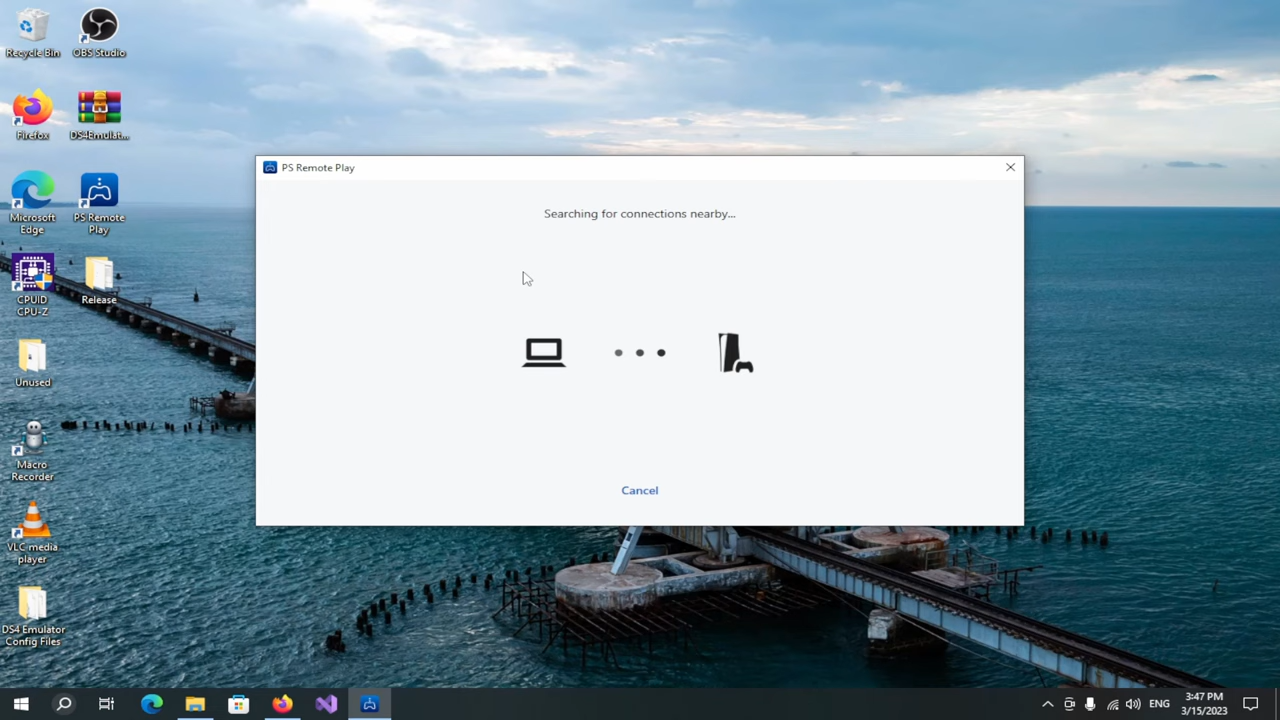 Recycle Bin
OBS Studio
Firefox
DS4Emulat...
Microsoft
Edge
PS Remote
Play
CPUID
CPU-Z
Release
Unused
Macro
Recorder
VLC media
player
DS4 Emulator
Config Files
PS Remote Play
Searching for connections nearby...
Cancel
ENG
3:47 PM
3/15/2023